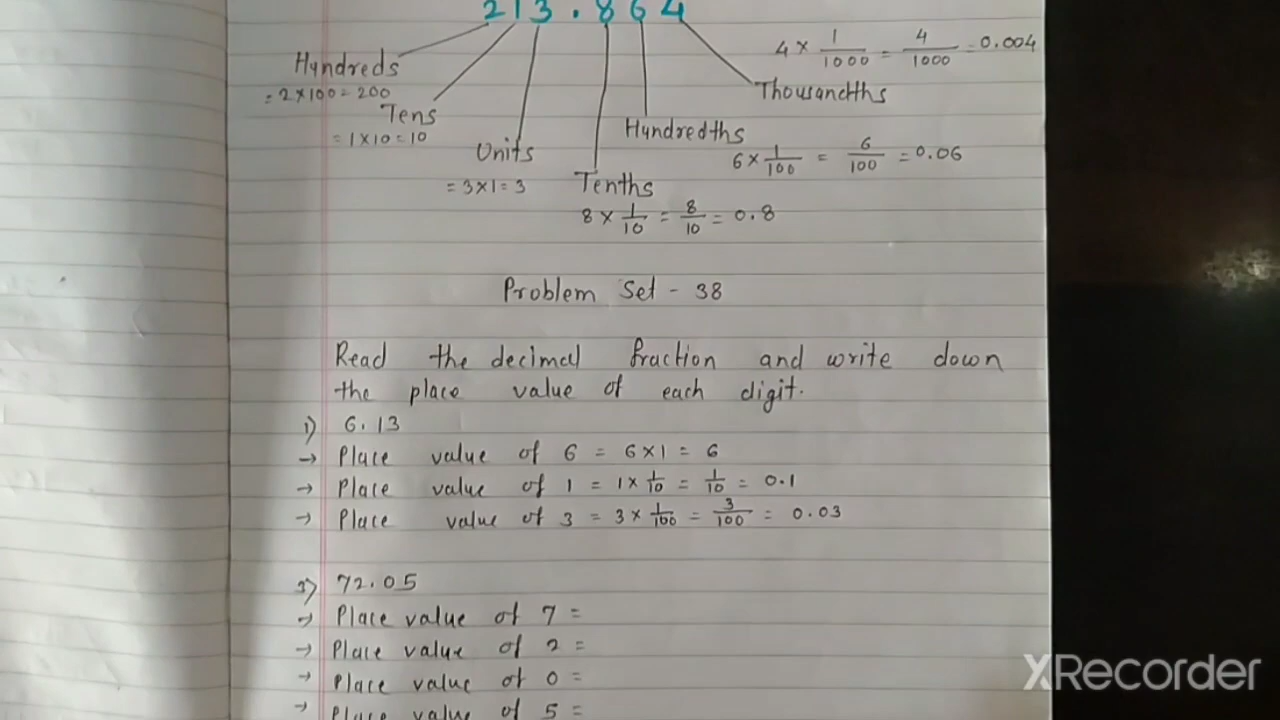 213.864
Hundreds
= 2×100=200
Tens
= 1×10=10
Units
= 3×1=3
Tenths
8 × 1/10 = 8/10 = 0.8
Hundredths
6 × 1/100 = 6/100 = 0.06
Thousandths
4 × 1/1000 = 4/1000 = 0.004
Problem Set - 38
Read the decimal fraction and write down
the place value of each digit.
1) 6.13
→ Place value of 6 = 6×1 = 6
→ Place value of 1 = 1× 1/10 = 1/10 = 0.1
→ Place value of 3 = 3 × 1/100 = 3/100 = 0.03
3) 72.05
→ Place value of 7 =
→ Place value of 2 =
→ Place value of 0 =
→ Place value of 5 =
XRecorder